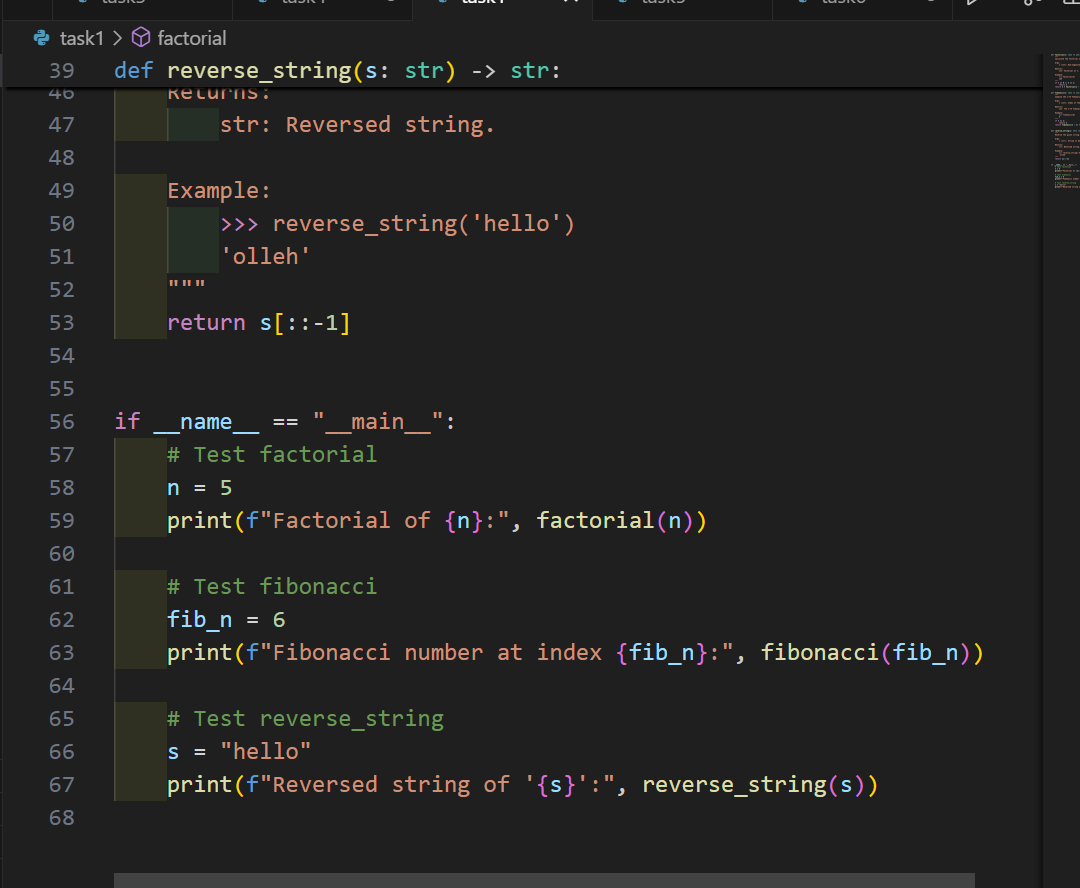 task1 > factorial
39 def reverse_string(s: str) -> str:
46 Returns:
47 str: Reversed string.
48
49 Example:
50 >>> reverse_string('hello')
51 'olleh'
52 """
53 return s[::-1]
54
55
56 if __name__ == "__main__":
57 # Test factorial
58 n = 5
59 print(f"Factorial of {n}:", factorial(n))
60
61 # Test fibonacci
62 fib_n = 6
63 print(f"Fibonacci number at index {fib_n}:", fibonacci(fib_n))
64
65 # Test reverse_string
66 s = "hello"
67 print(f"Reversed string of '{s}':", reverse_string(s))
68